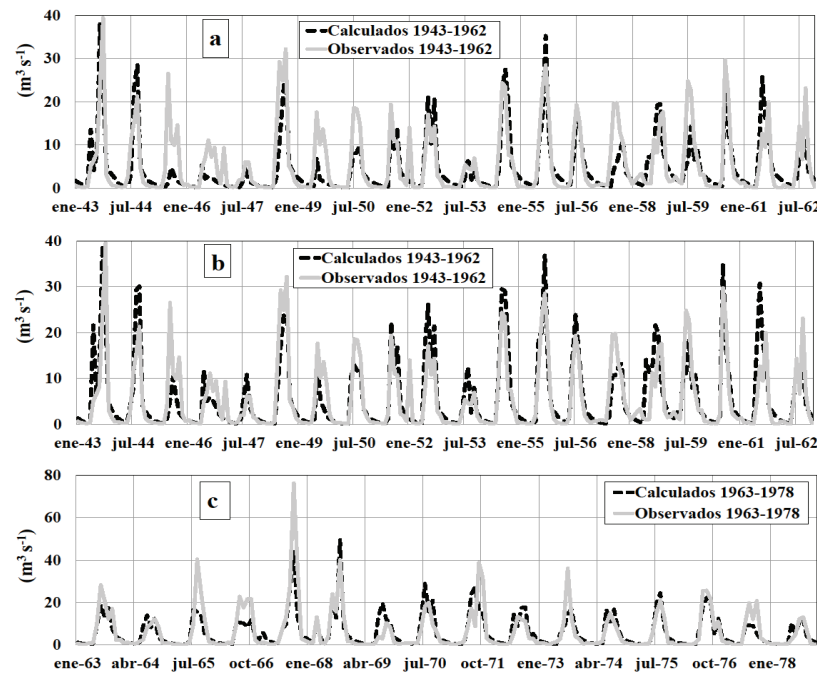 a
Calculados 1943-1962
Observados 1943-1962
(m³ s⁻¹)
40
30
20
10
0
ene-43 jul-44 ene-46 jul-47 ene-49 jul-50 ene-52 jul-53 ene-55 jul-56 ene-58 jul-59 ene-61 jul-62
b
Calculados 1943-1962
Observados 1943-1962
(m³ s⁻¹)
40
30
20
10
0
ene-43 jul-44 ene-46 jul-47 ene-49 jul-50 ene-52 jul-53 ene-55 jul-56 ene-58 jul-59 ene-61 jul-62
c
Calculados 1963-1978
Observados 1963-1978
(m³ s⁻¹)
80
60
40
20
0
ene-63 abr-64 jul-65 oct-66 ene-68 abr-69 jul-70 oct-71 ene-73 abr-74 jul-75 oct-76 ene-78